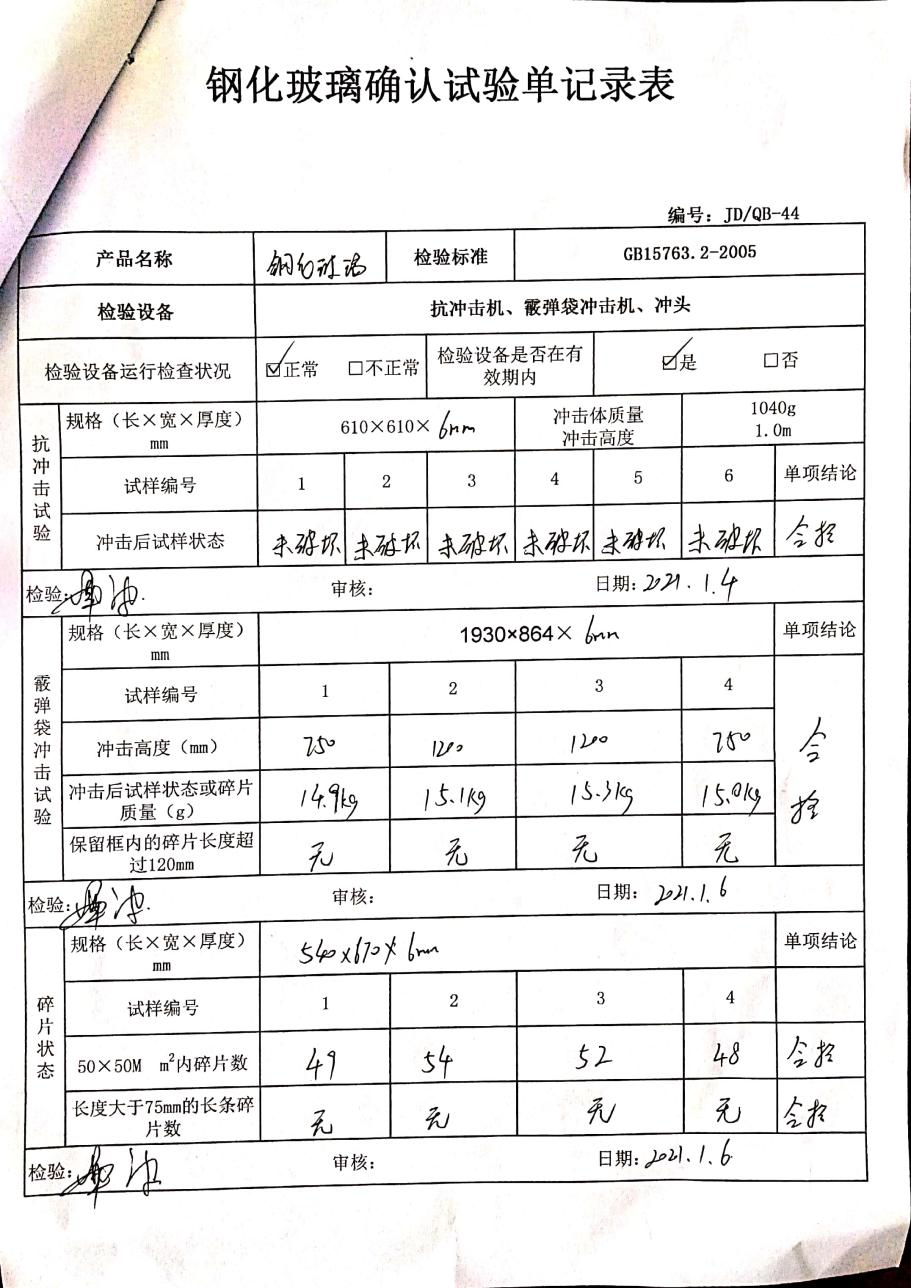 钢化玻璃确认试验单记录表
编号：JD/QB-44
产品名称 钢化玻璃 检验标准 GB15763.2-2005
检验设备 抗冲击机、霰弹袋冲击机、冲头
检验设备运行检查状况 ☑正常 □不正常 检验设备是否在有
效期内 ☑是 □否
抗冲击试验
规格（长×宽×厚度）
mm 610×610×6mm 冲击体质量
冲击高度 1040g
1.0m
试样编号 1 2 3 4 5 6 单项结论
冲击后试样状态 未破坏 未破坏 未破坏 未破坏 未破坏 未破坏 合格
检验： 审核： 日期：2021.1.4
霰弹袋冲击试验
规格（长×宽×厚度）
mm 1930×864×6mm 单项结论
试样编号 1 2 3 4
冲击高度（mm） 750 1200 1200 750 合格
冲击后试样状态或碎片
质量（g） 14.9kg 15.1kg 15.3kg 15.0kg
保留框内的碎片长度超
过120mm 无 无 无 无
检验： 审核： 日期：2021.1.6
碎片状态
规格（长×宽×厚度）
mm 540×670×6mm 单项结论
试样编号 1 2 3 4
50×50M m²内碎片数 49 54 52 48 合格
长度大于75mm的长条碎
片数 无 无 无 无 合格
检验： 审核： 日期：2021.1.6